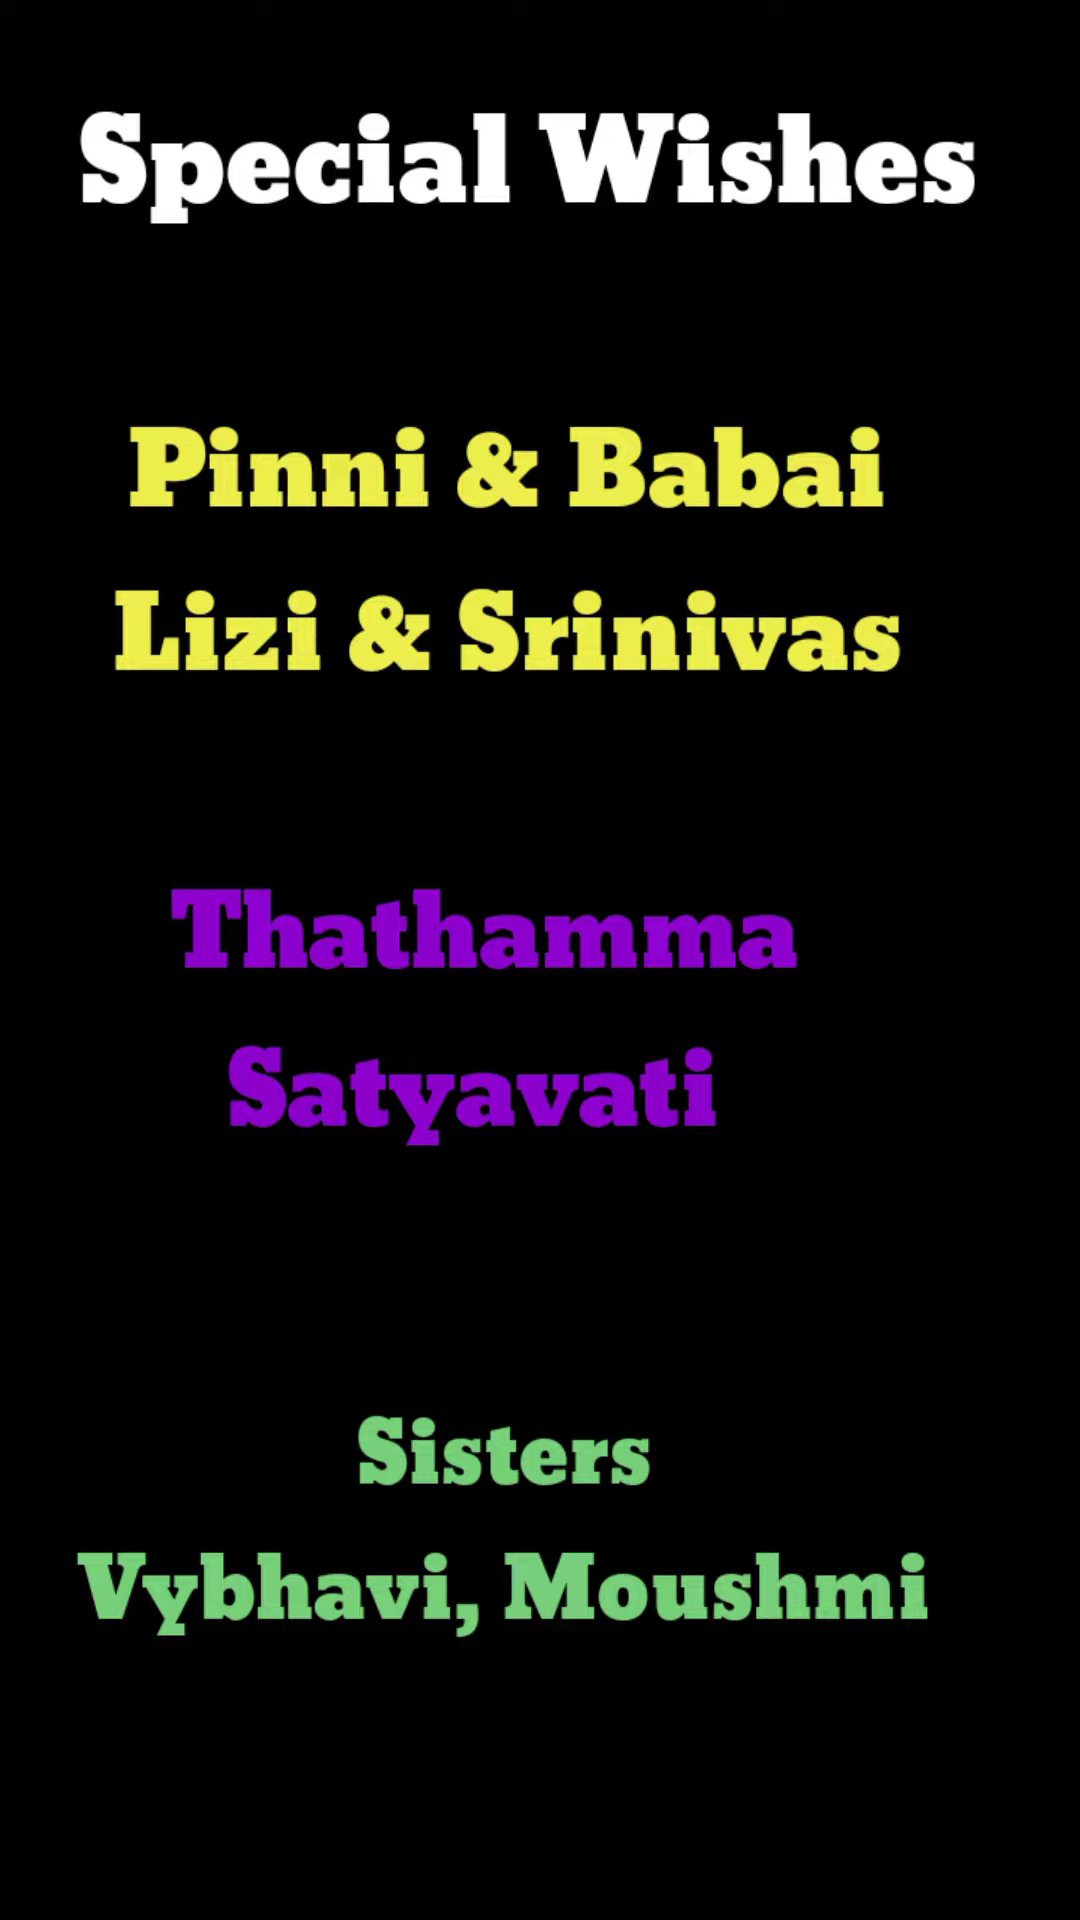 Special Wishes
Pinni & Babai
Lizi & Srinivas
Thathamma
Satyavati
Sisters
Vybhavi, Moushmi